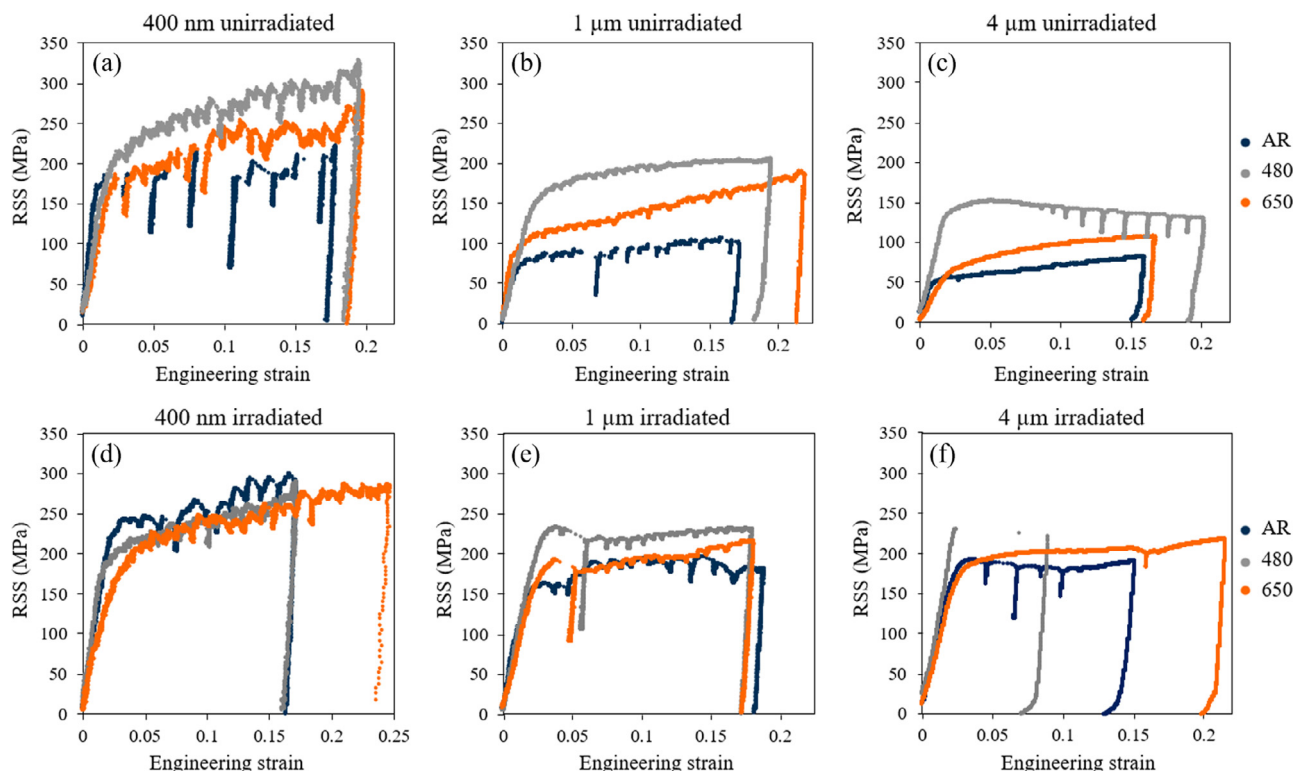 400 nm unirradiated
1 µm unirradiated
4 µm unirradiated
(a)
(b)
(c)
RSS (MPa)
350
300
250
200
150
100
50
0
0 0.05 0.1 0.15 0.2
Engineering strain
RSS (MPa)
350
300
250
200
150
100
50
0
0 0.05 0.1 0.15 0.2
Engineering strain
RSS (MPa)
350
300
250
200
150
100
50
0
0 0.05 0.1 0.15 0.2
Engineering strain
AR
480
650
400 nm irradiated
1 µm irradiated
4 µm irradiated
(d)
(e)
(f)
RSS (MPa)
350
300
250
200
150
100
50
0
0 0.05 0.1 0.15 0.2 0.25
Engineering strain
RSS (MPa)
350
300
250
200
150
100
50
0
0 0.05 0.1 0.15 0.2
Engineering strain
RSS (MPa)
350
300
250
200
150
100
50
0
0 0.05 0.1 0.15 0.2
Engineering strain
AR
480
650